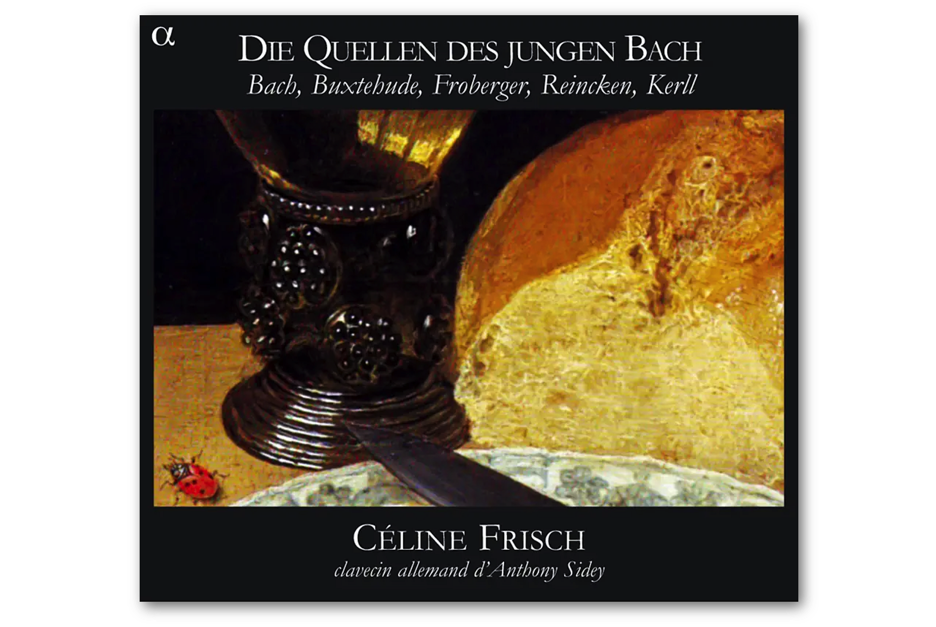 α
Die Quellen des jungen Bach
Bach, Buxtehude, Froberger, Reincken, Kerll
Céline Frisch
clavecin allemand d'Anthony Sidey